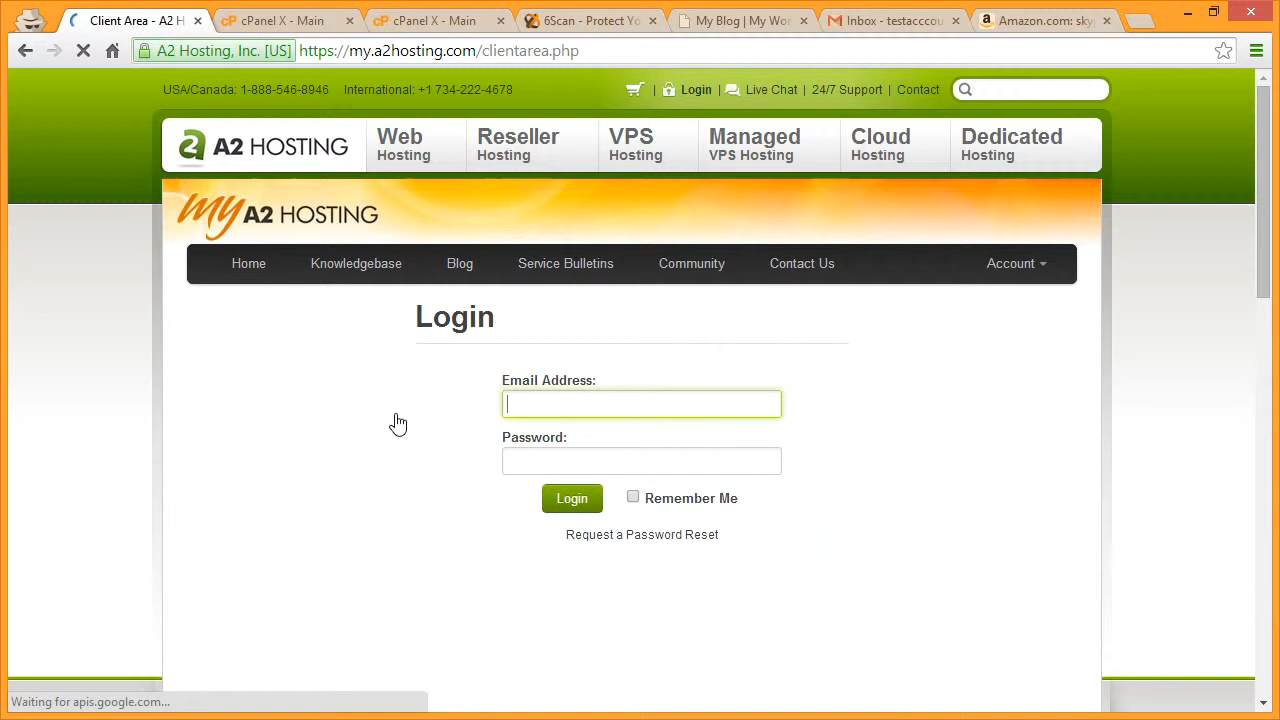 Client Area - A2 H
cPanel X - Main
cPanel X - Main
6Scan - Protect Yo
My Blog | My Wor
Inbox - testaccou
Amazon.com: sky
A2 Hosting, Inc. [US] https://my.a2hosting.com/clientarea.php
USA/Canada: 1-888-546-8946 International: +1 734-222-4678 | Login | Live Chat | 24/7 Support | Contact
A2 HOSTING
Web Hosting
Reseller Hosting
VPS Hosting
Managed VPS Hosting
Cloud Hosting
Dedicated Hosting
my A2 HOSTING
Home Knowledgebase Blog Service Bulletins Community Contact Us Account
Login
Email Address:
Password:
Login Remember Me
Request a Password Reset
Waiting for apis.google.com...